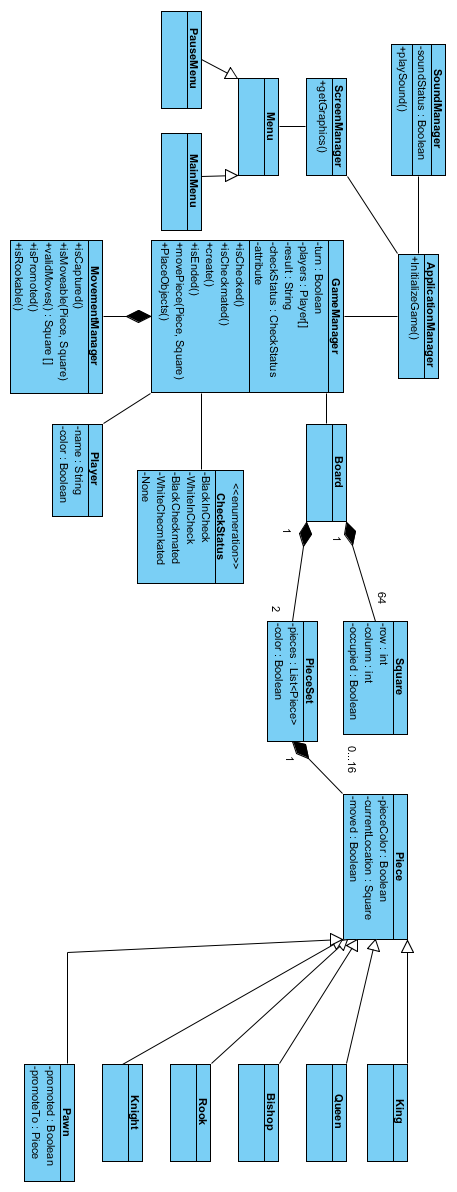 SoundManager
-soundStatus : Boolean
+playSound()
ApplicationManager
+InitializeGame()
ScreenManager
+getGraphics()
Menu
PauseMenu
MainMenu
GameManager
-turn : Boolean
-players : Player[]
-result : String
-checkStatus : CheckStatus
-attribute
+isChecked()
+isCheckmated()
+create()
+isEnded()
+movePiece(Piece, Square)
+PlaceObjects()
MovementManager
+isCaptured()
+isMoveable(Piece, Square)
+validMoves() : Square []
+isPromoted()
+isRookable()
Board
1
1
<<enumeration>>
CheckStatus
-BlackInCheck
-WhiteInCheck
-BlackCheckmated
-WhiteChecmkated
-None
Player
-name : String
-color : Boolean
64
Square
-row : int
-column : int
-occupied : Boolean
2
PieceSet
-pieces : List<Piece>
-color : Boolean
1
0...16
Piece
-pieceColor : Boolean
-currentLocation : Square
-moved : Boolean
King
Queen
Bishop
Rook
Knight
Pawn
-promoted : Boolean
-promoteTo : Piece